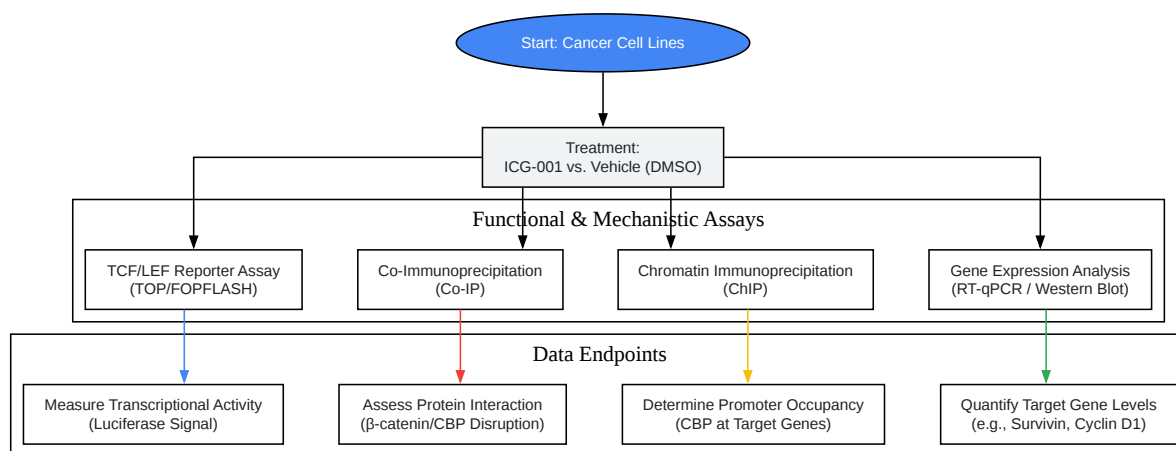 Start: Cancer Cell Lines
Treatment:
ICG-001 vs. Vehicle (DMSO)
Functional & Mechanistic Assays
TCF/LEF Reporter Assay
(TOP/FOPFLASH)
Co-Immunoprecipitation
(Co-IP)
Chromatin Immunoprecipitation
(ChIP)
Gene Expression Analysis
(RT-qPCR / Western Blot)
Data Endpoints
Measure Transcriptional Activity
(Luciferase Signal)
Assess Protein Interaction
(β-catenin/CBP Disruption)
Determine Promoter Occupancy
(CBP at Target Genes)
Quantify Target Gene Levels
(e.g., Survivin, Cyclin D1)